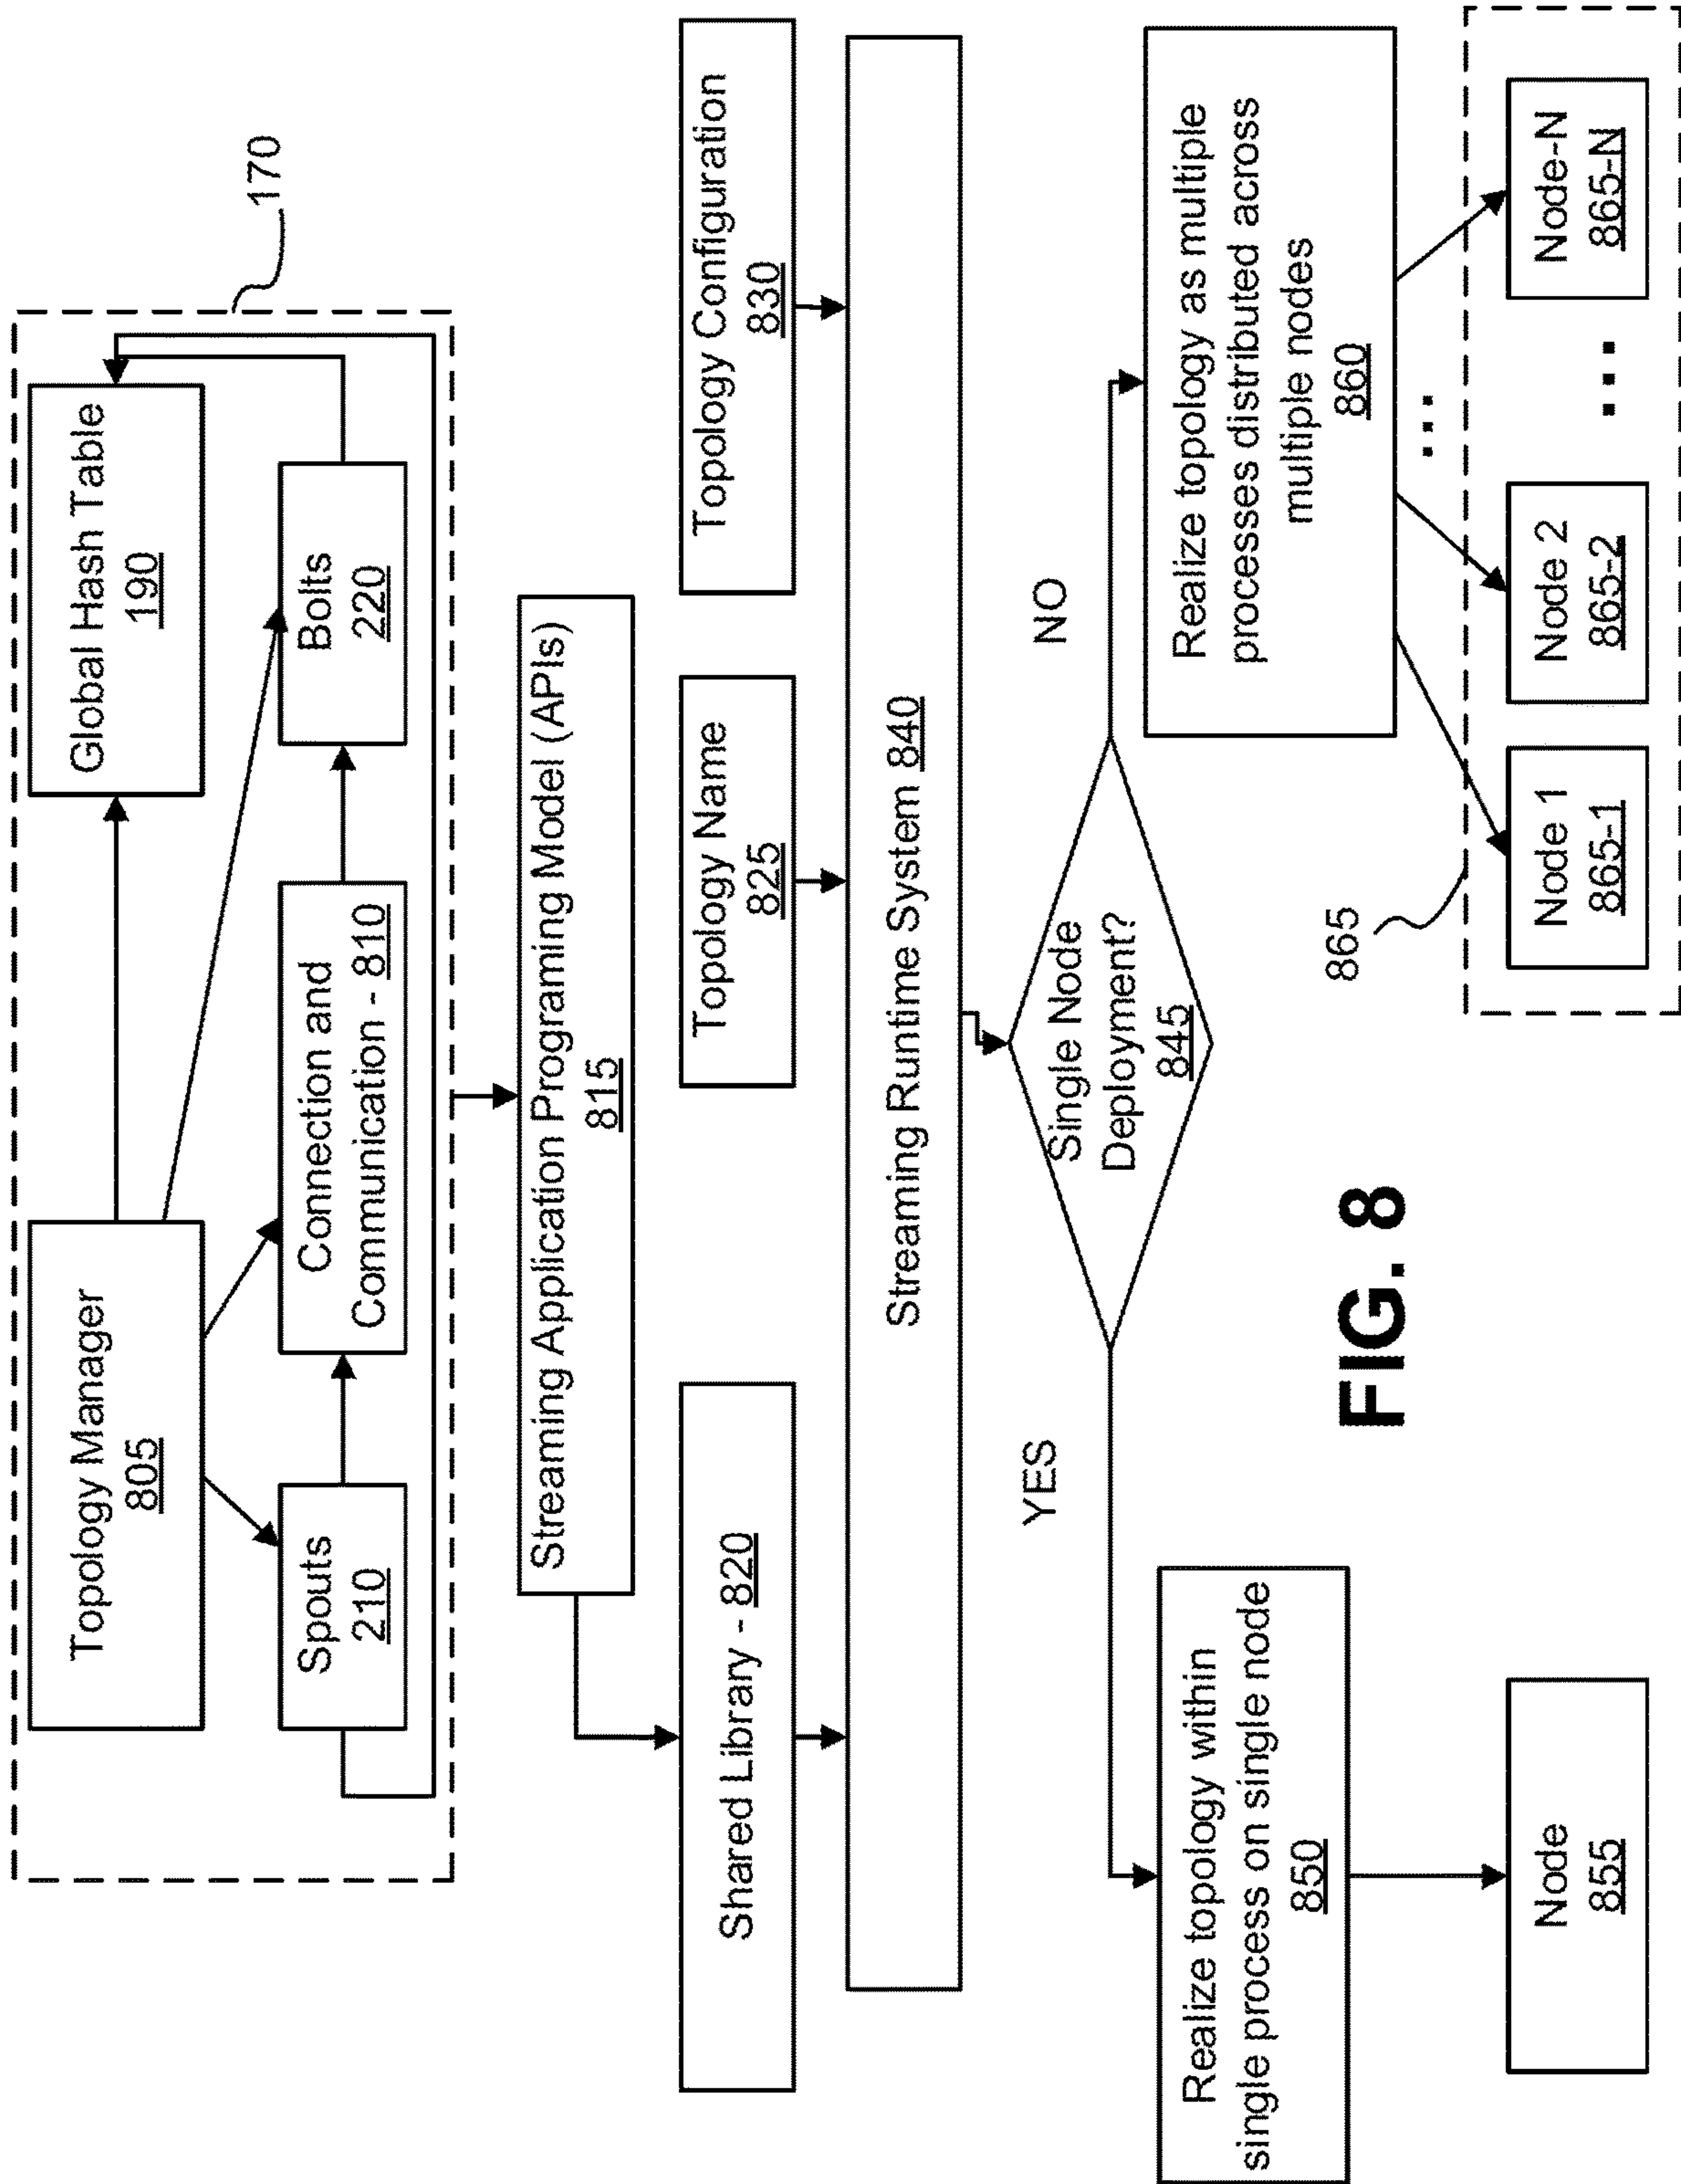 Topology Manager
805
Global Hash Table
190
170
Spouts
210
Connection and
Communication - 810
Bolts
220
Streaming Application Programing Model (APIs)
815
Shared Library - 820
Topology Name
825
Topology Configuration
830
Streaming Runtime System 840
Single Node
Deployment?
845
YES
NO
Realize topology within
single process on single node
850
Realize topology as multiple
processes distributed across
multiple nodes
860
...
865
Node
855
Node 1
865-1
Node 2
865-2
...
Node-N
865-N
FIG. 8